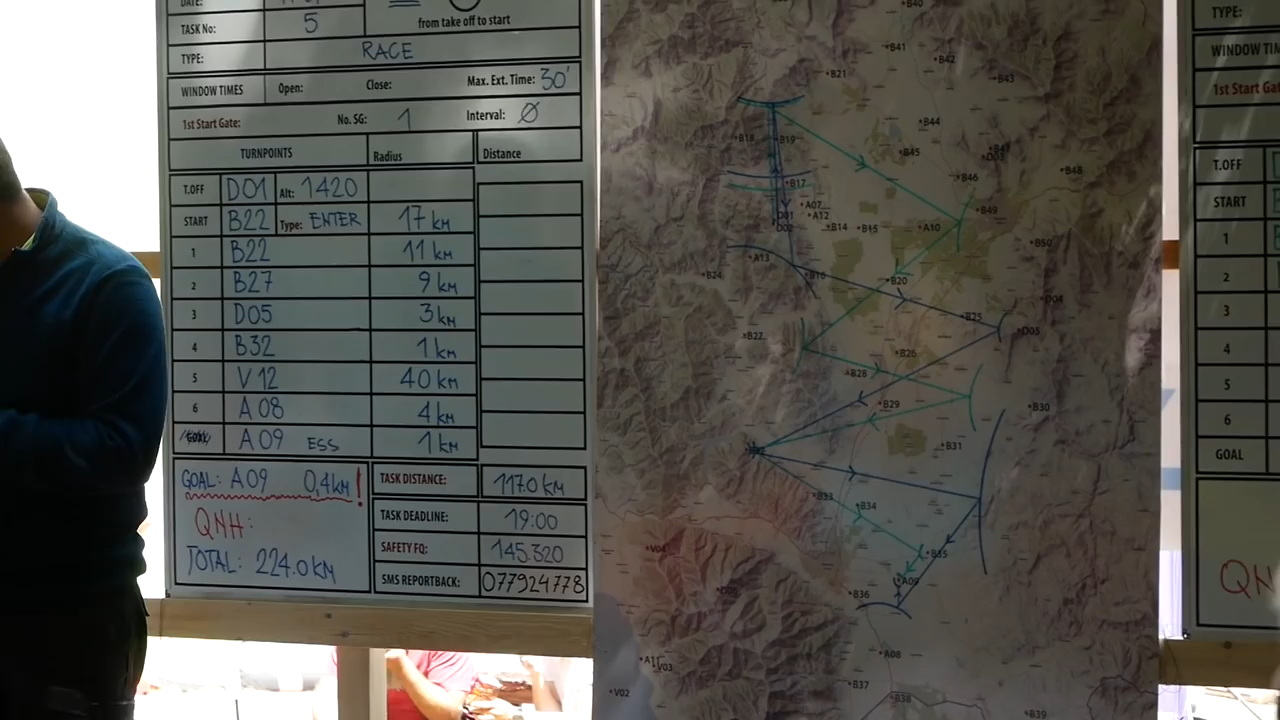 DATE:
TASK No: 5
from take off to start
TYPE: RACE
WINDOW TIMES Open: Close: Max. Ext. Time: 30'
1st Start Gate: No. SG: 1 Interval: Ø
TURNPOINTS Radius Distance
T.OFF D01 Alt: 1420
START B22 Type: ENTER 17 km
1 B22 11 km
2 B27 9 km
3 D05 3 km
4 B32 1 km
5 V12 40 km
6 A08 4 km
A09 ESS 1 km
GOAL: A09 0,4km!
QNH:
TOTAL: 224.0 KM
TASK DISTANCE: 117.0 KM
TASK DEADLINE: 19:00
SAFETY FQ: 145.320
SMS REPORTBACK: 077924778
B40
B41
B42
B21
B43
B44
B18
B19
B45
D03
B46
B48
B17
A07
D01
A12
B49
D02
B14
B15
A10
B50
A13
B24
B16
B20
D04
B25
D05
B27
B26
B28
B29
B30
B31
B33
B34
V04
B35
A09
B36
A08
V03
V02
B37
B38
B39
TYPE:
WINDOW TIM
1st Start Gat
T.OFF
START
1
2
3
4
5
6
GOAL
QN